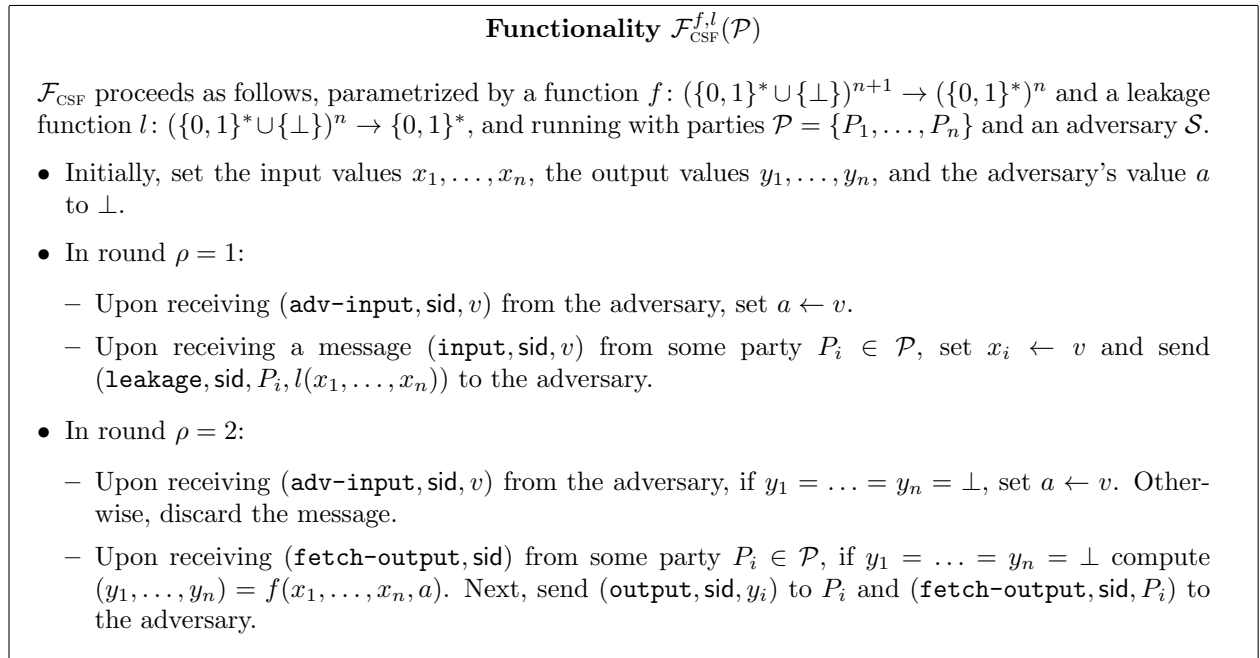 Functionality $\mathcal{F}_{\text{CSF}}^{f,l}(\mathcal{P})$
$\mathcal{F}_{\text{CSF}}$ proceeds as follows, parametrized by a function $f\colon (\{0,1\}^* \cup \{\bot\})^{n+1} \to (\{0,1\}^*)^n$ and a leakage
function $l\colon (\{0,1\}^* \cup \{\bot\})^n \to \{0,1\}^*$, and running with parties $\mathcal{P} = \{P_1, \ldots, P_n\}$ and an adversary $\mathcal{S}$.
• Initially, set the input values $x_1, \ldots, x_n$, the output values $y_1, \ldots, y_n$, and the adversary's value $a$
to $\bot$.
• In round $\rho = 1$:
– Upon receiving (adv-input, sid, $v$) from the adversary, set $a \leftarrow v$.
– Upon receiving a message (input, sid, $v$) from some party $P_i \in \mathcal{P}$, set $x_i \leftarrow v$ and send
(leakage, sid, $P_i$, $l(x_1, \ldots, x_n)$) to the adversary.
• In round $\rho = 2$:
– Upon receiving (adv-input, sid, $v$) from the adversary, if $y_1 = \ldots = y_n = \bot$, set $a \leftarrow v$. Other-
wise, discard the message.
– Upon receiving (fetch-output, sid) from some party $P_i \in \mathcal{P}$, if $y_1 = \ldots = y_n = \bot$ compute
$(y_1, \ldots, y_n) = f(x_1, \ldots, x_n, a)$. Next, send (output, sid, $y_i$) to $P_i$ and (fetch-output, sid, $P_i$) to
the adversary.